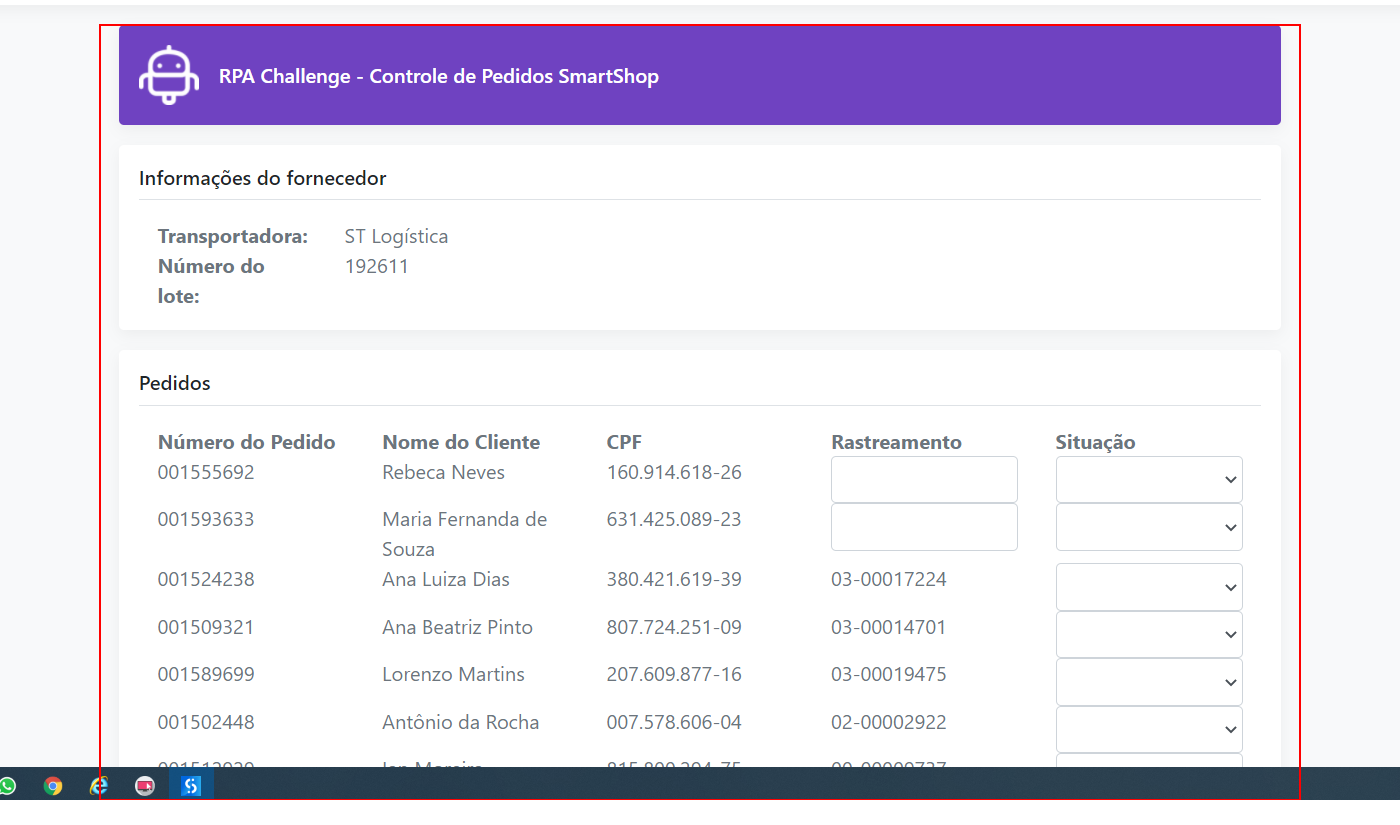 RPA Challenge - Controle de Pedidos SmartShop
Informações do fornecedor
Transportadora: ST Logística
Número do 192611
lote:
Pedidos
Número do Pedido Nome do Cliente CPF Rastreamento Situação
001555692 Rebeca Neves 160.914.618-26
001593633 Maria Fernanda de 631.425.089-23
Souza
001524238 Ana Luiza Dias 380.421.619-39 03-00017224
001509321 Ana Beatriz Pinto 807.724.251-09 03-00014701
001589699 Lorenzo Martins 207.609.877-16 03-00019475
001502448 Antônio da Rocha 007.578.606-04 02-00002922